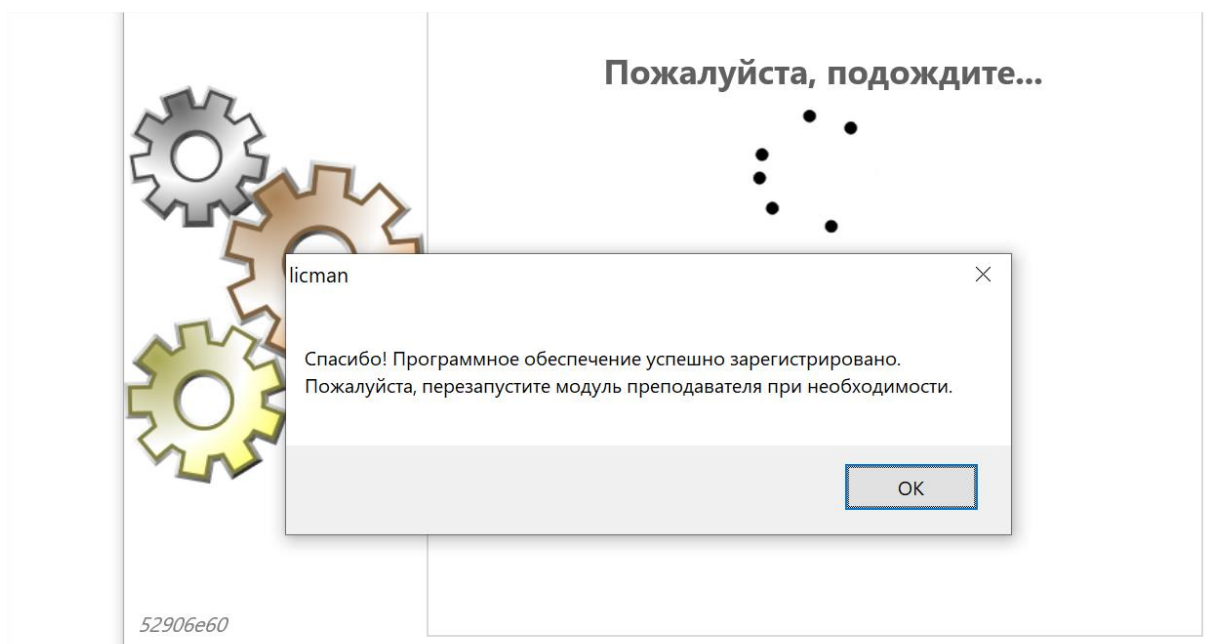 Пожалуйста, подождите...
licman
Спасибо! Программное обеспечение успешно зарегистрировано.
Пожалуйста, перезапустите модуль преподавателя при необходимости.
OK
52906e60